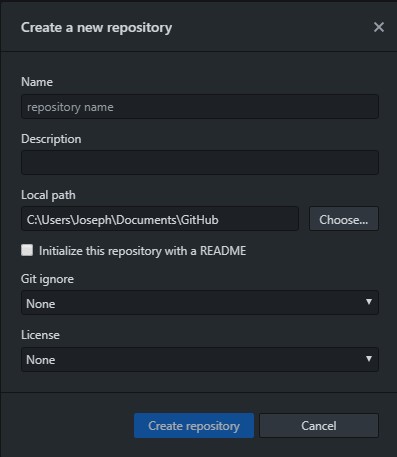 Create a new repository
Name
repository name
Description
Local path
C:\Users\Joseph\Documents\GitHub
Choose...
Initialize this repository with a README
Git ignore
None
License
None
Create repository
Cancel